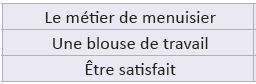 Le métier de menuisier
Une blouse de travail
Être satisfait